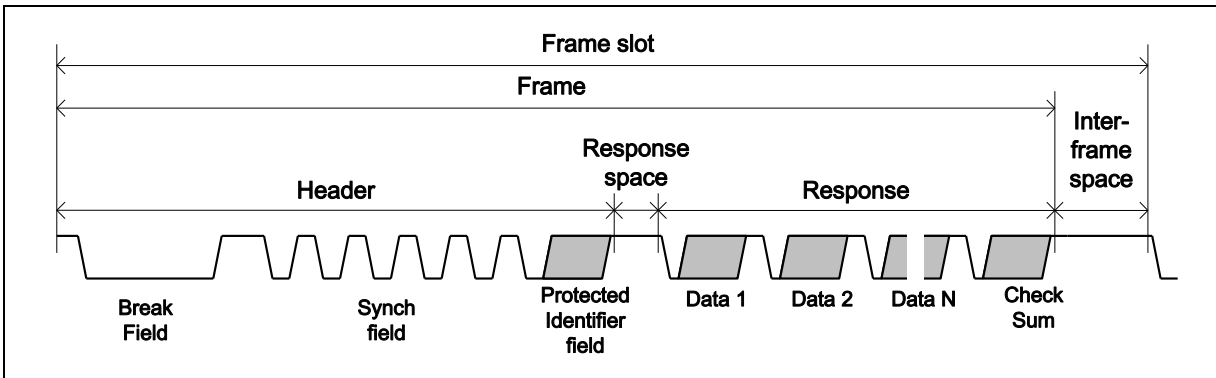 Frame slot
Frame
Inter-
frame
space
Response
space
Header
Response
Break
Field
Synch
field
Protected
Identifier
field
Data 1
Data 2
Data N
Check
Sum